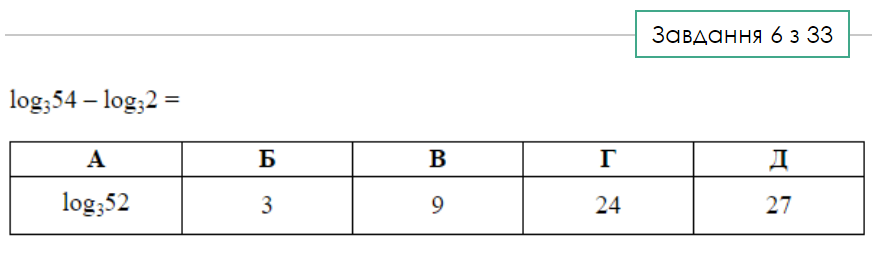 Завдання 6 з 33
log₃54 – log₃2 =
А Б В Г Д
log₃52 3 9 24 27